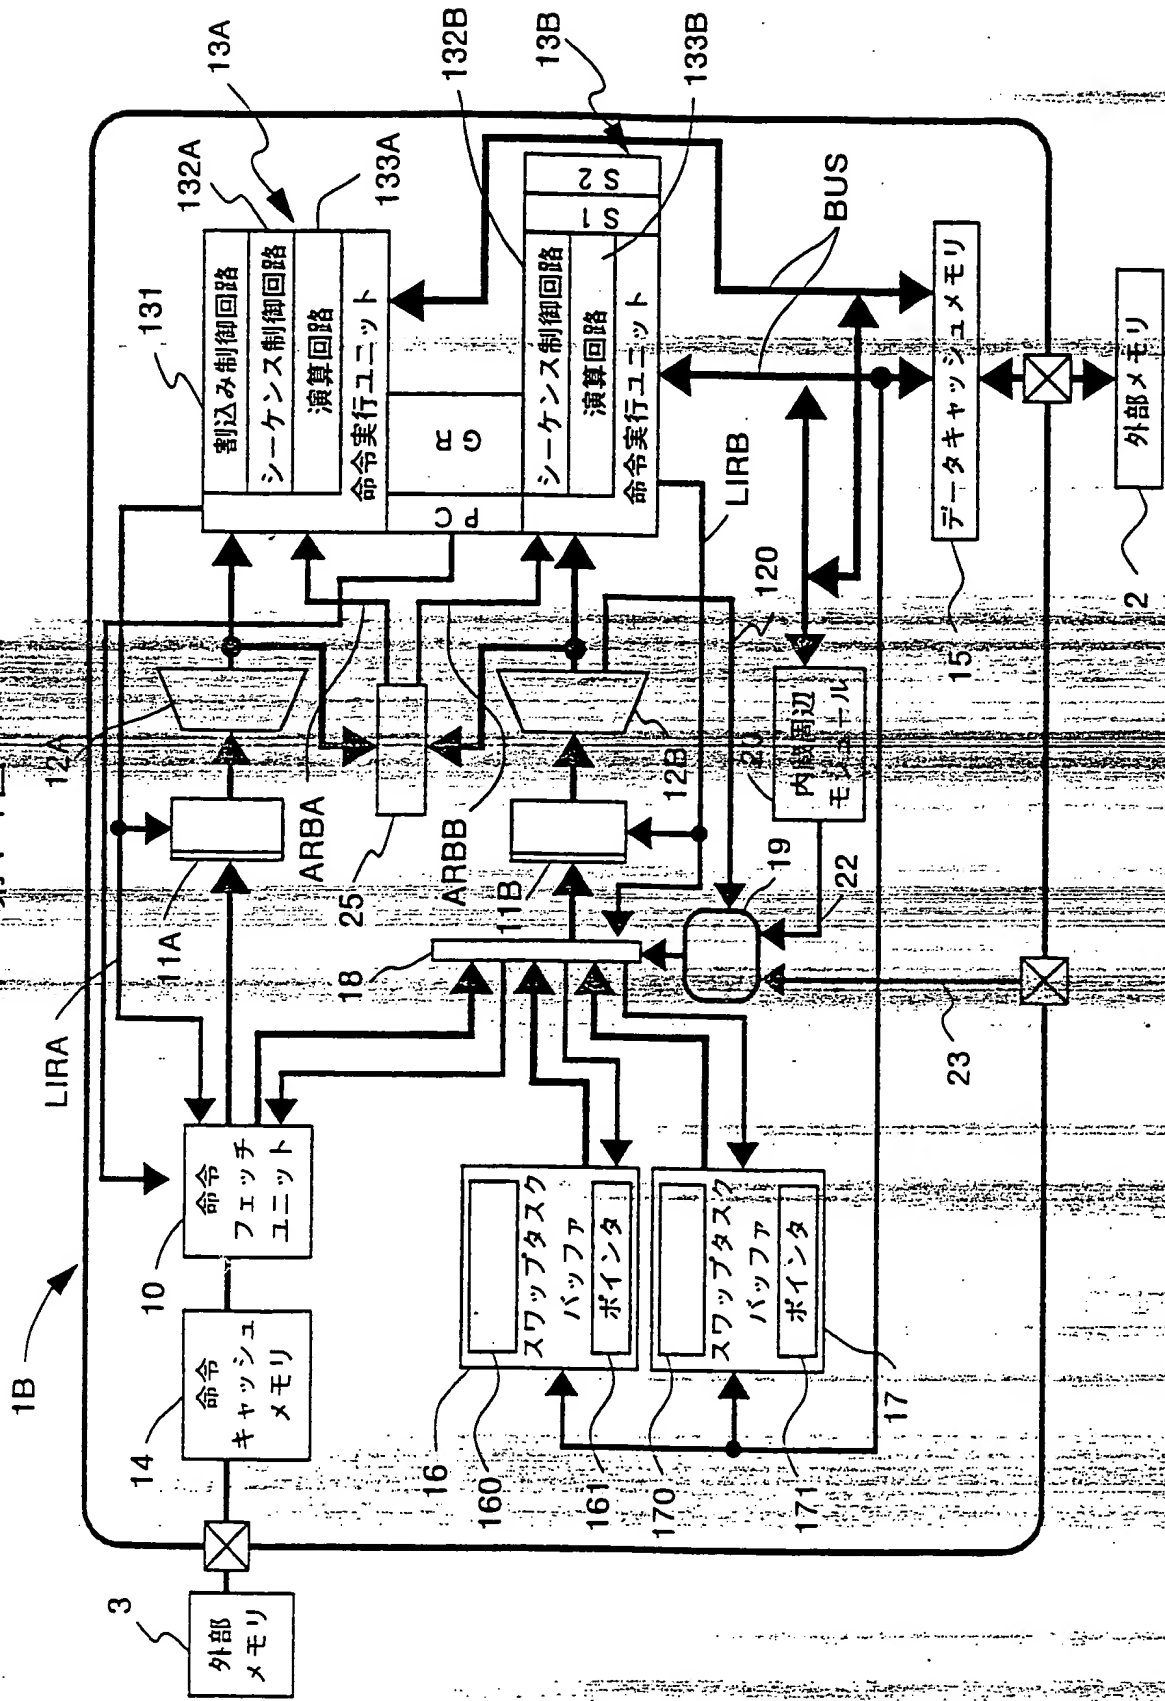 1B
3
外部
メモリ
14
命令
キャッシュ
メモリ
10
命令
フェッチ
ユニット
LIRA
11A
12A
ARBA
25
ARBB
11B
12B
18
19
22
23
120
LIRB
131
割込み制御回路
シーケンス制御回路
演算回路
命令実行ユニット
132A
13A
133A
PC
GR
シーケンス制御回路
演算回路
命令実行ユニット
S1
S2
132B
13B
133B
BUS
16
160
スワップタスク
バッファ
ポインタ
161
170
スワップタスク
バッファ
ポインタ
171
17
20
内蔵周辺
モジュール
15
データキャッシュメモリ
2
外部メモリ